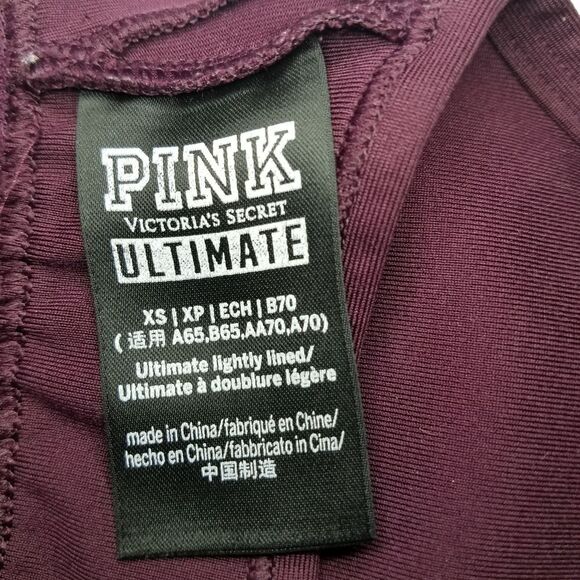 PINK
VICTORIA'S SECRET
ULTIMATE
XS | XP | ECH | B70
(适用 A65,B65,AA70,A70)
Ultimate lightly lined/
Ultimate à doublure légère
made in China/fabriqué en Chine/
hecho en China/fabbricato in Cina/
中国制造